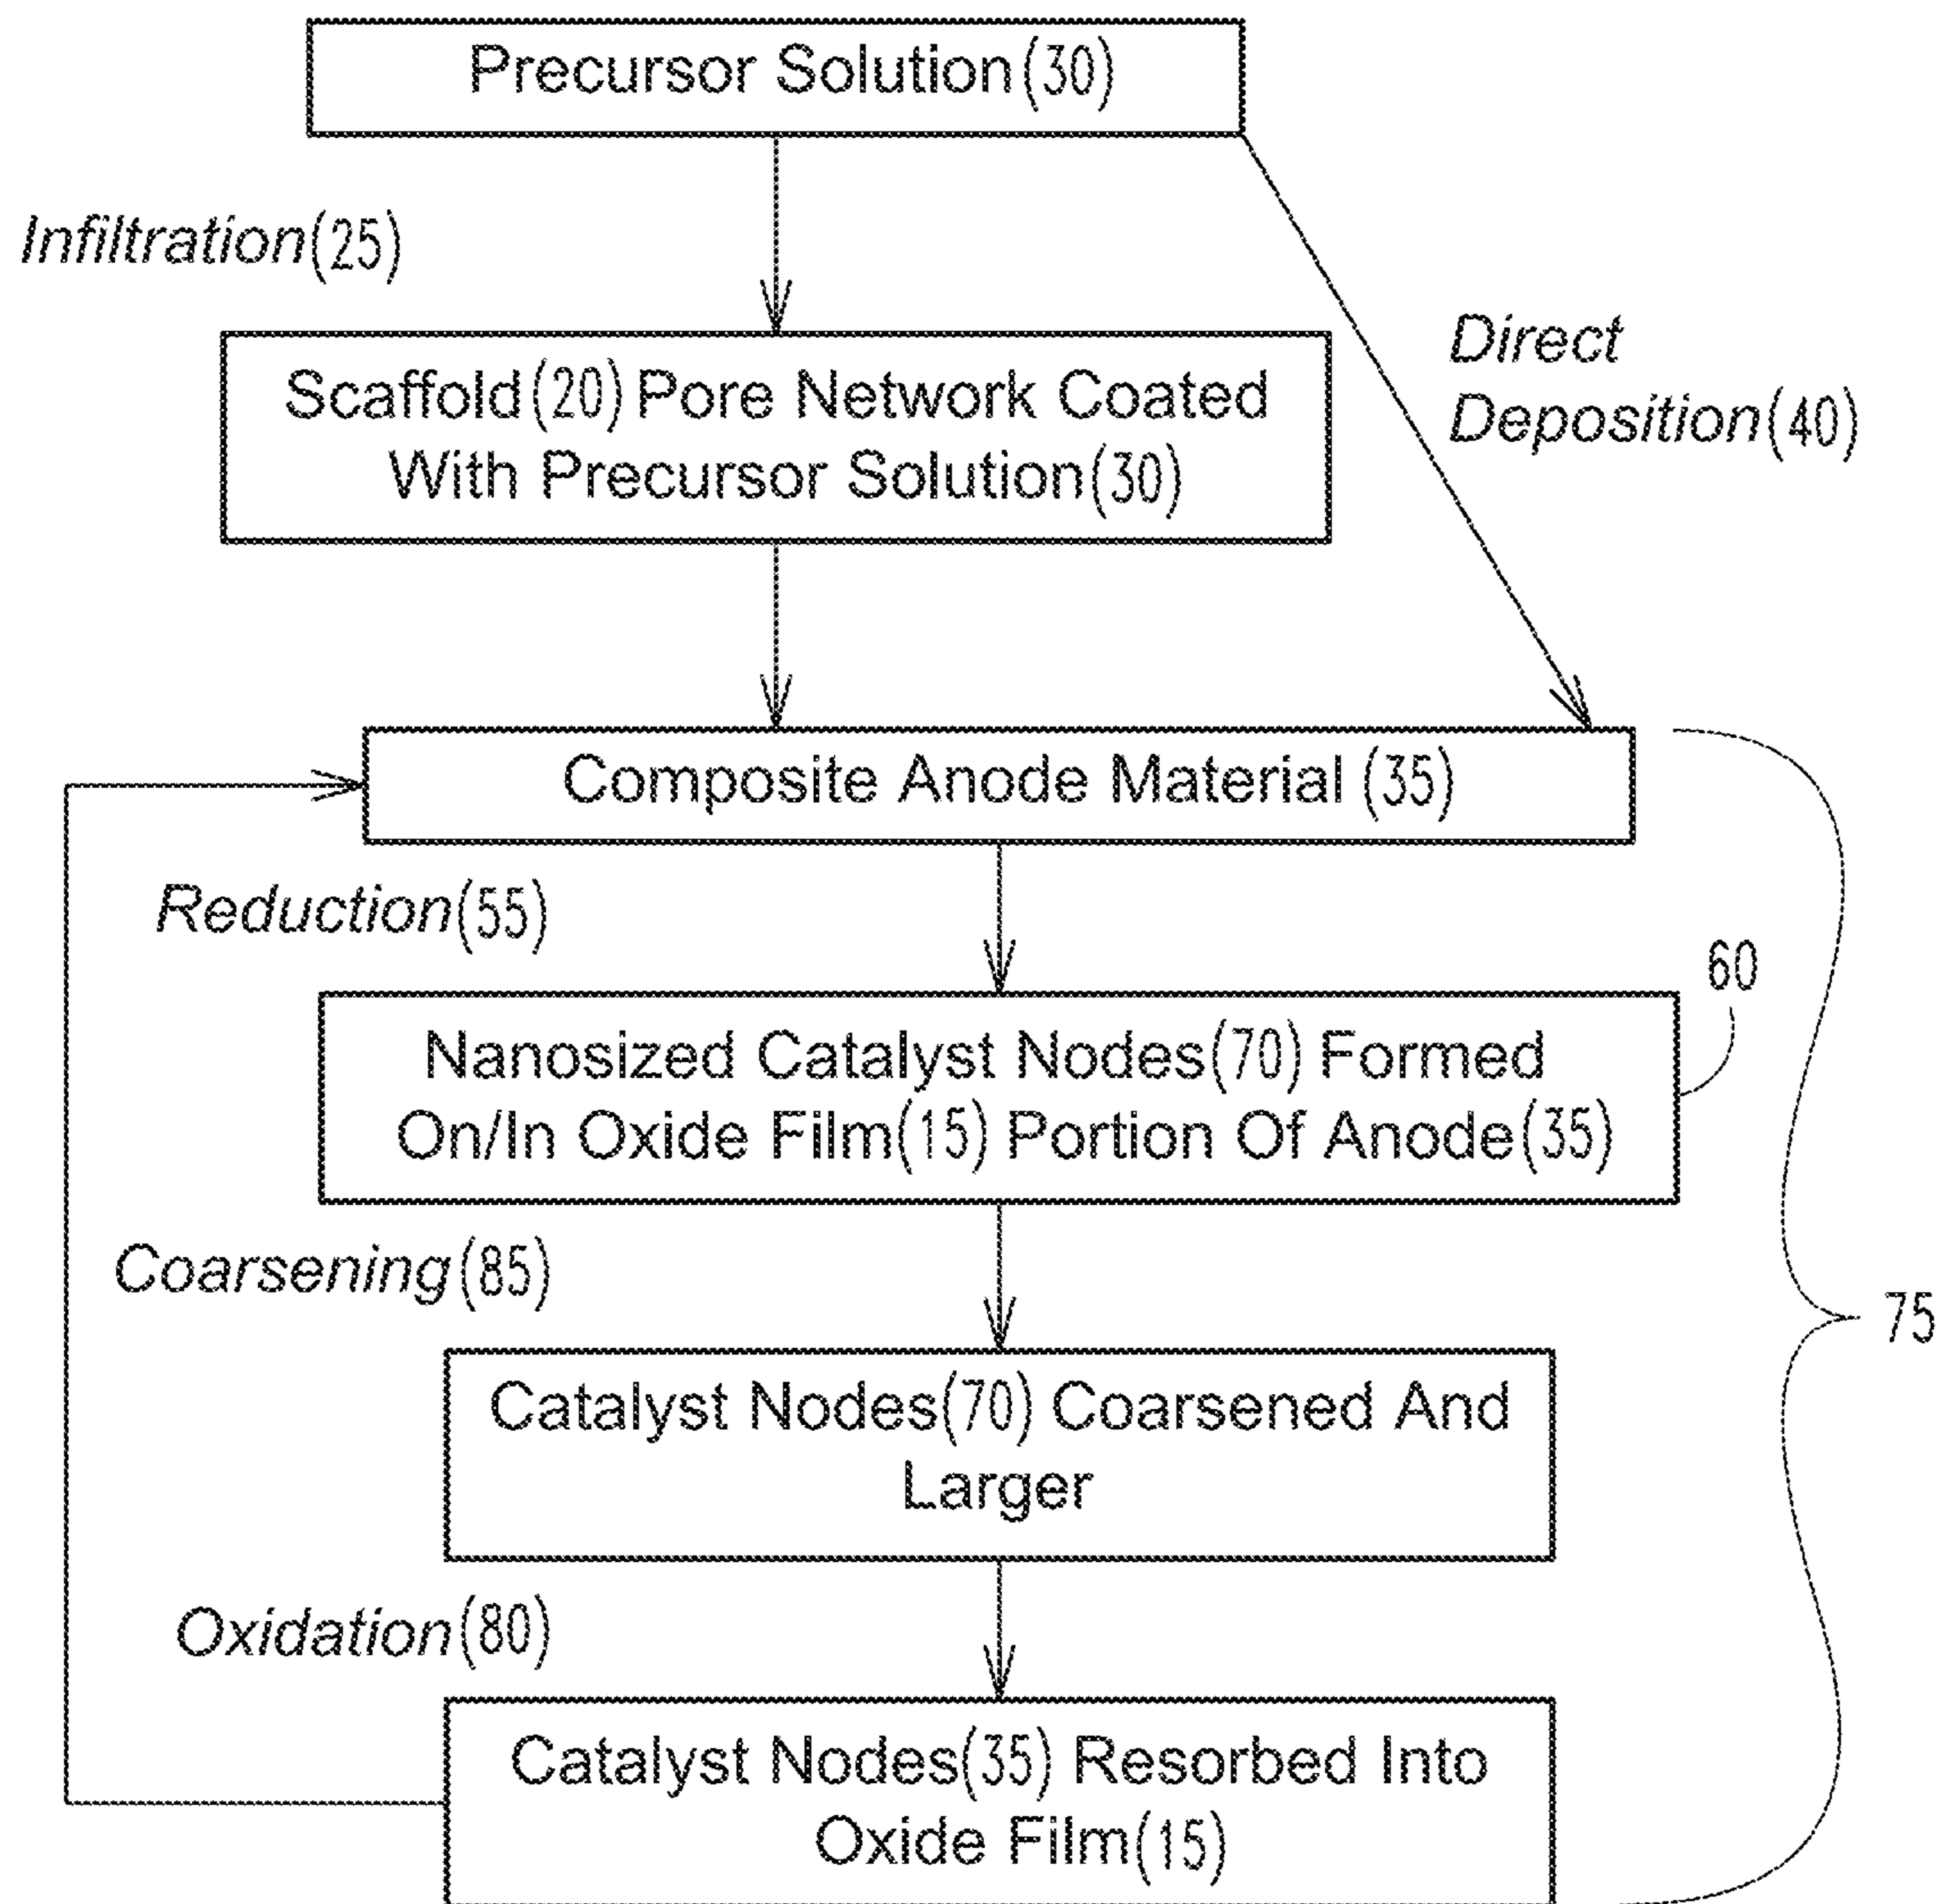 Precursor Solution(30)
Infiltration(25)
Scaffold(20) Pore Network Coated
With Precursor Solution(30)
Direct
Deposition(40)
Composite Anode Material (35)
Reduction(55)
60
Nanosized Catalyst Nodes(70) Formed
On/In Oxide Film(15) Portion Of Anode(35)
Coarsening(85)
75
Catalyst Nodes(70) Coarsened And
Larger
Oxidation(80)
Catalyst Nodes(35) Resorbed Into
Oxide Film(15)